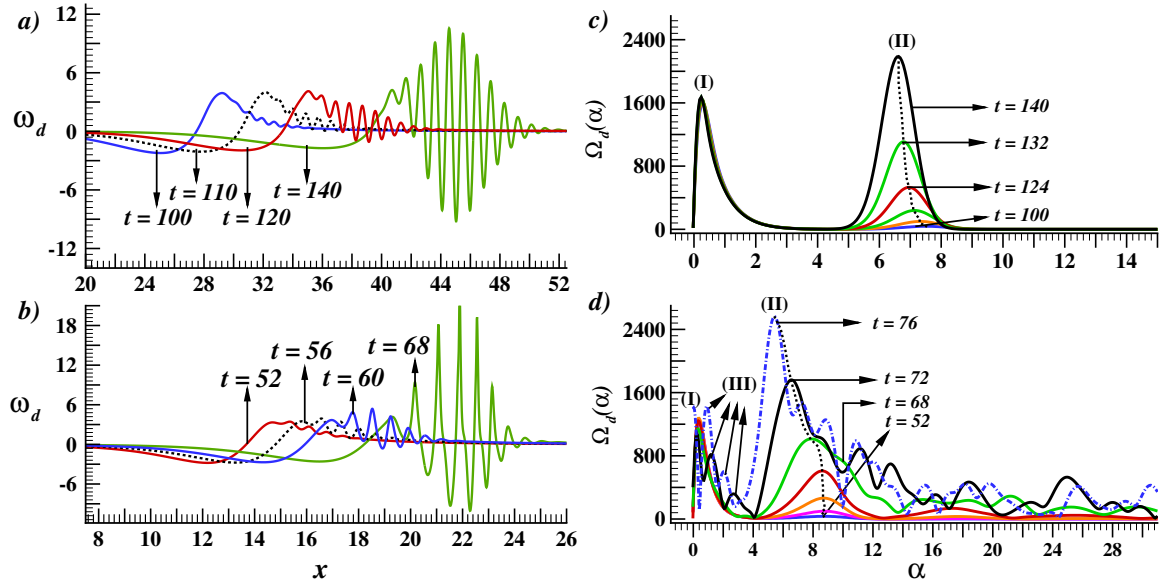 a)
12
6
0
-6
-12
ω_d
t = 100
t = 110
t = 120
t = 140
20 24 28 32 36 40 44 48 52
b)
18
12
6
0
-6
ω_d
t = 52
t = 56
t = 60
t = 68
8 10 12 14 16 18 20 22 24 26
x
c)
2400
1600
800
0
Ω_d(α)
(I)
(II)
t = 140
t = 132
t = 124
t = 100
0 2 4 6 8 10 12 14
d)
2400
1600
800
0
Ω_d(α)
(I)
(III)
(II)
t = 76
t = 72
t = 68
t = 52
0 4 8 12 16 20 24 28
α